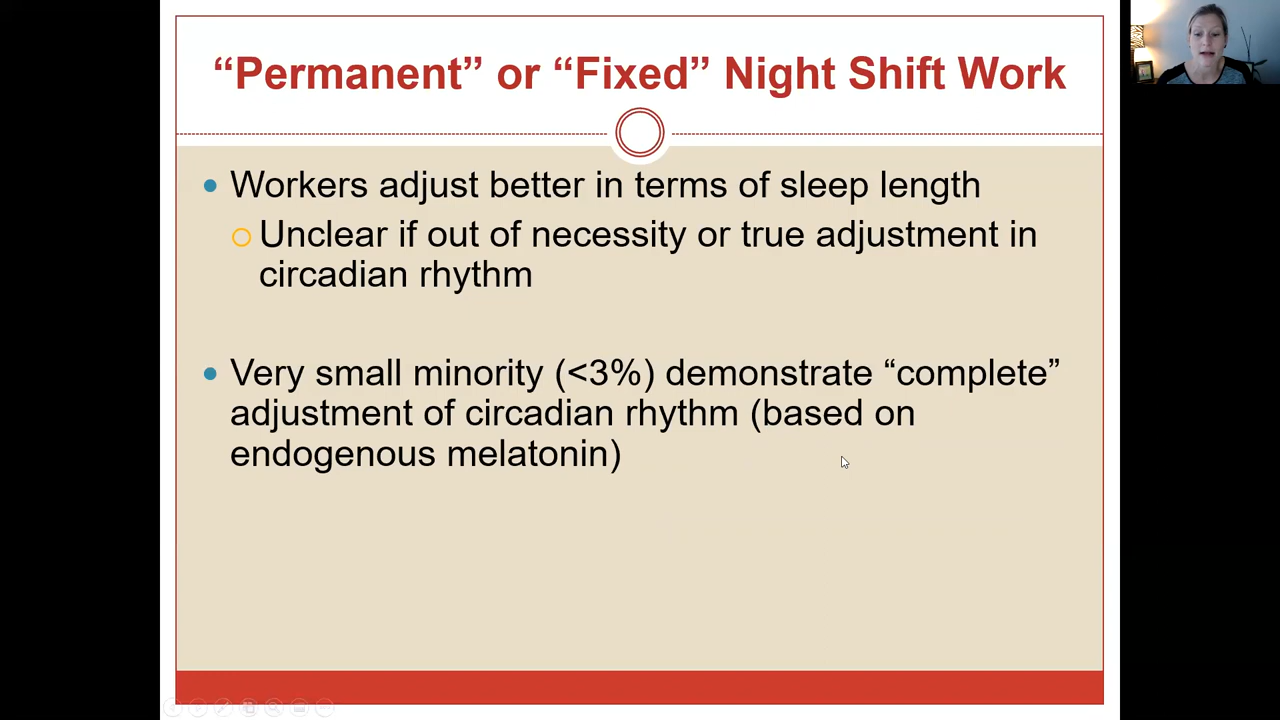 “Permanent” or “Fixed” Night Shift Work
Workers adjust better in terms of sleep length
Unclear if out of necessity or true adjustment in
circadian rhythm
Very small minority (<3%) demonstrate “complete”
adjustment of circadian rhythm (based on
endogenous melatonin)